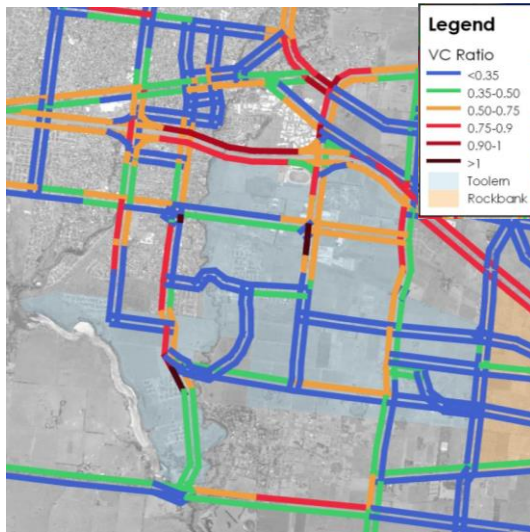 Legend
VC Ratio
<0.35
0.35-0.50
0.50-0.75
0.75-0.9
0.90-1
>1
Toolern
Rockbank